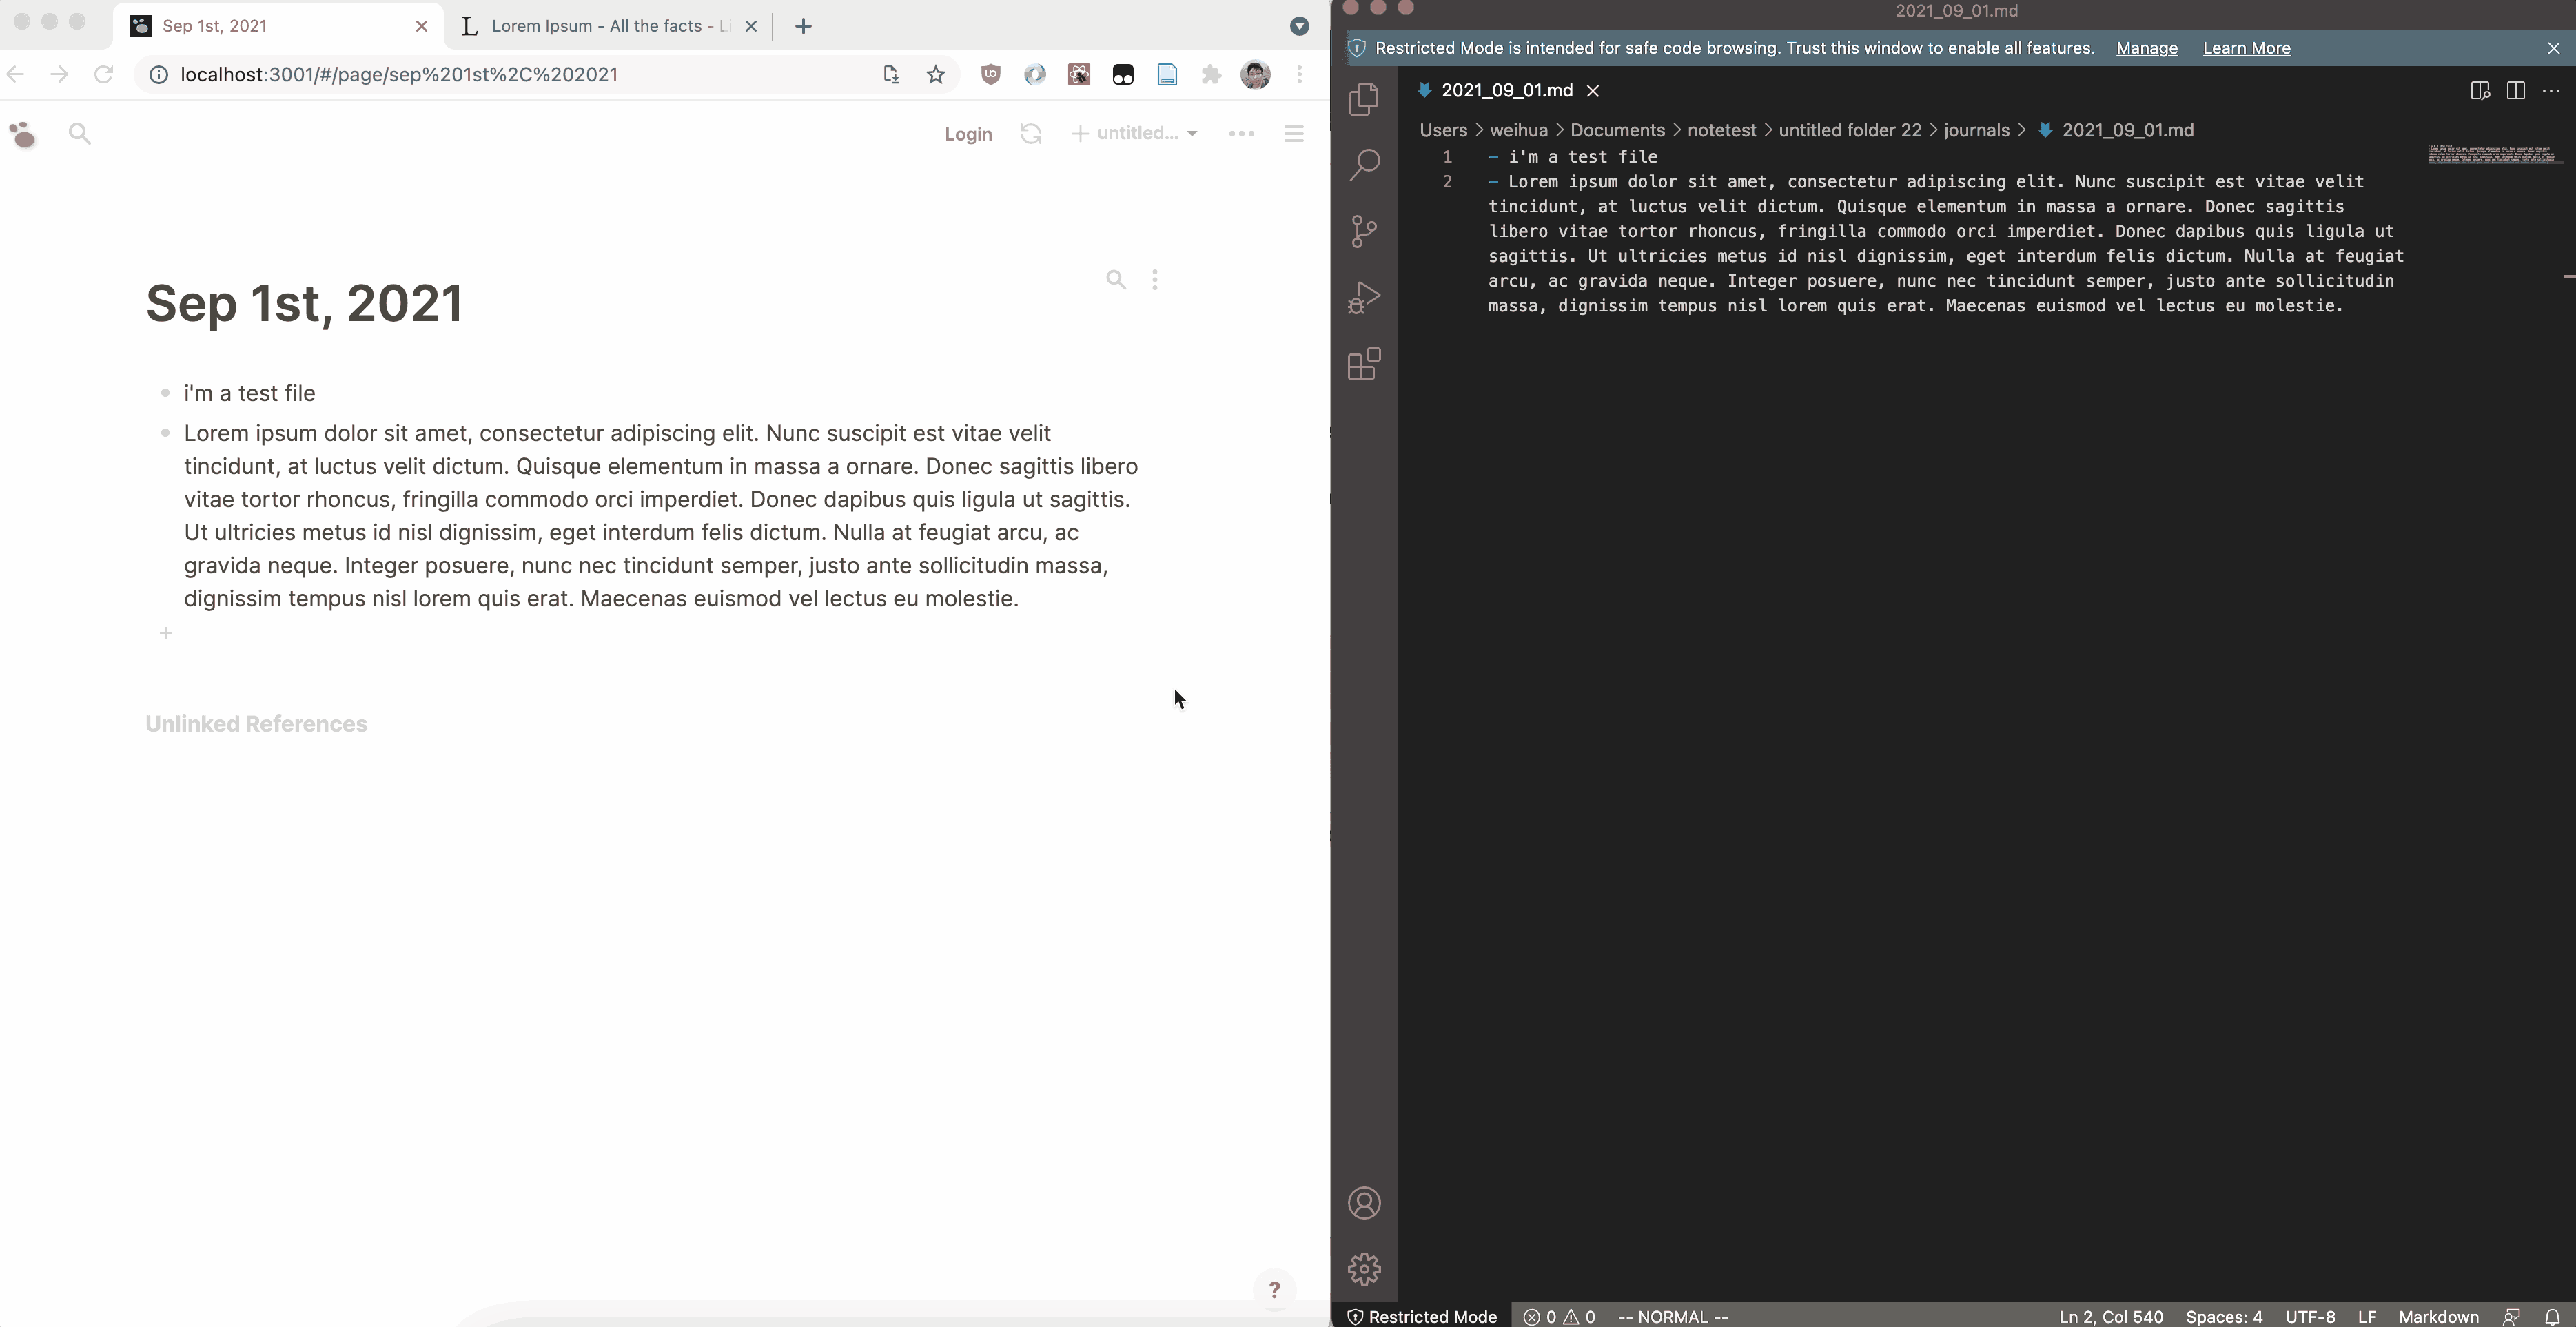 Sep 1st, 2021
Lorem Ipsum - All the facts - Li
localhost:3001/#/page/sep%201st%2C%202021
Login
untitled...
Sep 1st, 2021
i'm a test file
Lorem ipsum dolor sit amet, consectetur adipiscing elit. Nunc suscipit est vitae velit
tincidunt, at luctus velit dictum. Quisque elementum in massa a ornare. Donec sagittis libero
vitae tortor rhoncus, fringilla commodo orci imperdiet. Donec dapibus quis ligula ut sagittis.
Ut ultricies metus id nisl dignissim, eget interdum felis dictum. Nulla at feugiat arcu, ac
gravida neque. Integer posuere, nunc nec tincidunt semper, justo ante sollicitudin massa,
dignissim tempus nisl lorem quis erat. Maecenas euismod vel lectus eu molestie.
Unlinked References
?
2021_09_01.md
Restricted Mode is intended for safe code browsing. Trust this window to enable all features. Manage Learn More
2021_09_01.md
Users > weihua > Documents > notetest > untitled folder 22 > journals > 2021_09_01.md
1 - i'm a test file
2 - Lorem ipsum dolor sit amet, consectetur adipiscing elit. Nunc suscipit est vitae velit
tincidunt, at luctus velit dictum. Quisque elementum in massa a ornare. Donec sagittis
libero vitae tortor rhoncus, fringilla commodo orci imperdiet. Donec dapibus quis ligula ut
sagittis. Ut ultricies metus id nisl dignissim, eget interdum felis dictum. Nulla at feugiat
arcu, ac gravida neque. Integer posuere, nunc nec tincidunt semper, justo ante sollicitudin
massa, dignissim tempus nisl lorem quis erat. Maecenas euismod vel lectus eu molestie.
Restricted Mode 0 0 -- NORMAL -- Ln 2, Col 540 Spaces: 4 UTF-8 LF Markdown